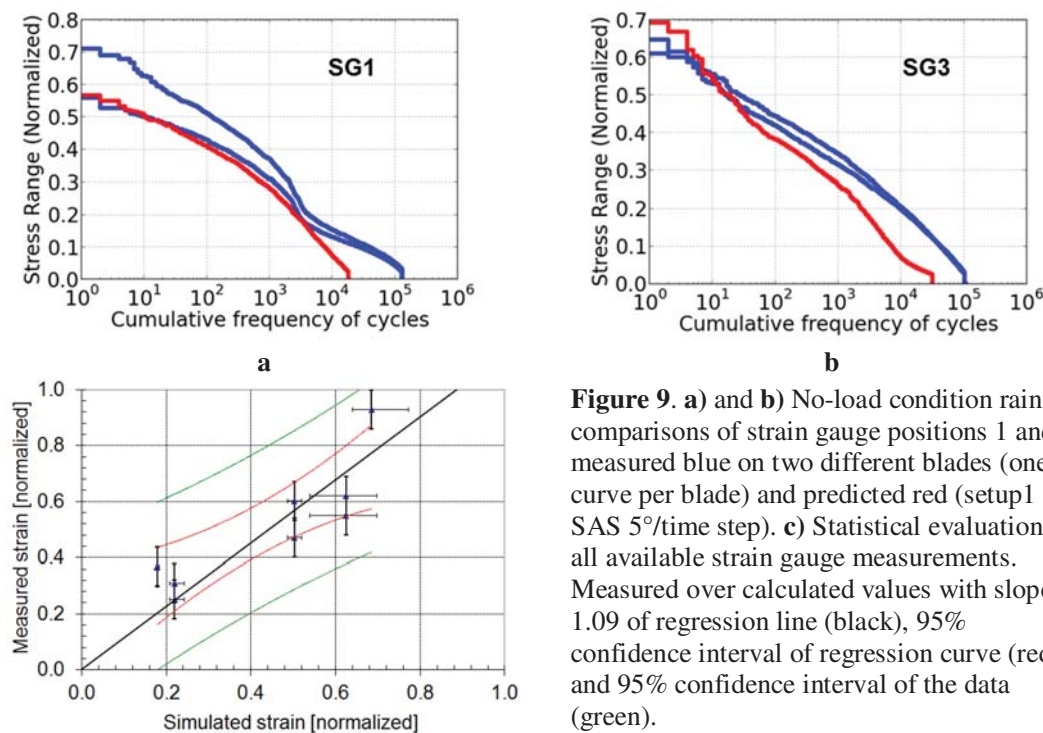 0.8
0.7
0.6
0.5
0.4
0.3
0.2
0.1
0.0
Stress Range (Normalized)
SG1
10^0 10^1 10^2 10^3 10^4 10^5 10^6
Cumulative frequency of cycles
a
0.7
0.6
0.5
0.4
0.3
0.2
0.1
0.0
Stress Range (Normalized)
SG3
10^0 10^1 10^2 10^3 10^4 10^5 10^6
Cumulative frequency of cycles
b
1.0
0.8
0.6
0.4
0.2
0.0
Measured strain [normalized]
0.0 0.2 0.4 0.6 0.8 1.0
Simulated strain [normalized]
Figure 9. a) and b) No-load condition rain
comparisons of strain gauge positions 1 and
measured blue on two different blades (one
curve per blade) and predicted red (setup1
SAS 5°/time step). c) Statistical evaluation
all available strain gauge measurements.
Measured over calculated values with slope
1.09 of regression line (black), 95%
confidence interval of regression curve (red
and 95% confidence interval of the data
(green).